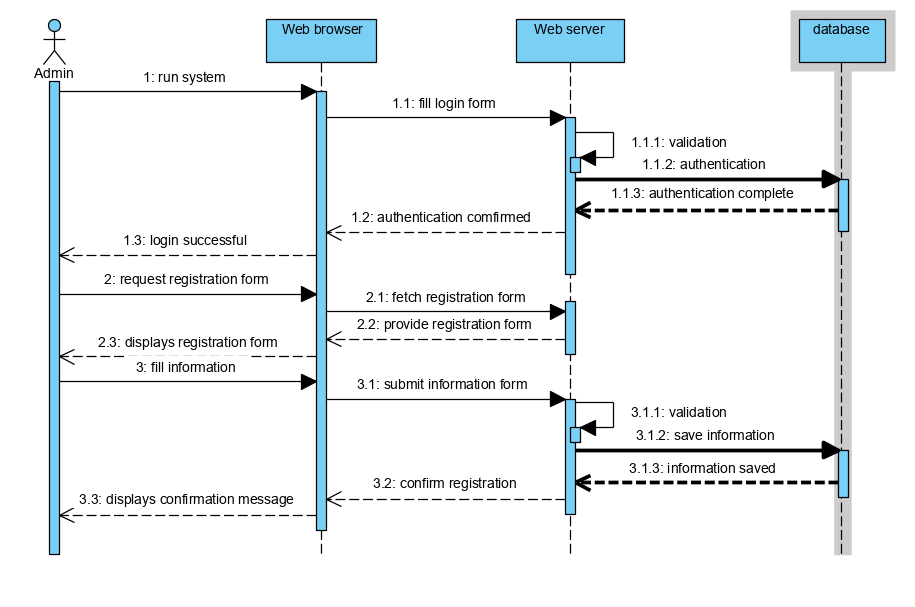 Web browser
Web server
database
Admin
1: run system
1.1: fill login form
1.1.1: validation
1.1.2: authentication
1.1.3: authentication complete
1.2: authentication comfirmed
1.3: login successful
2: request registration form
2.1: fetch registration form
2.2: provide registration form
2.3: displays registration form
3: fill information
3.1: submit information form
3.1.1: validation
3.1.2: save information
3.1.3: information saved
3.2: confirm registration
3.3: displays confirmation message